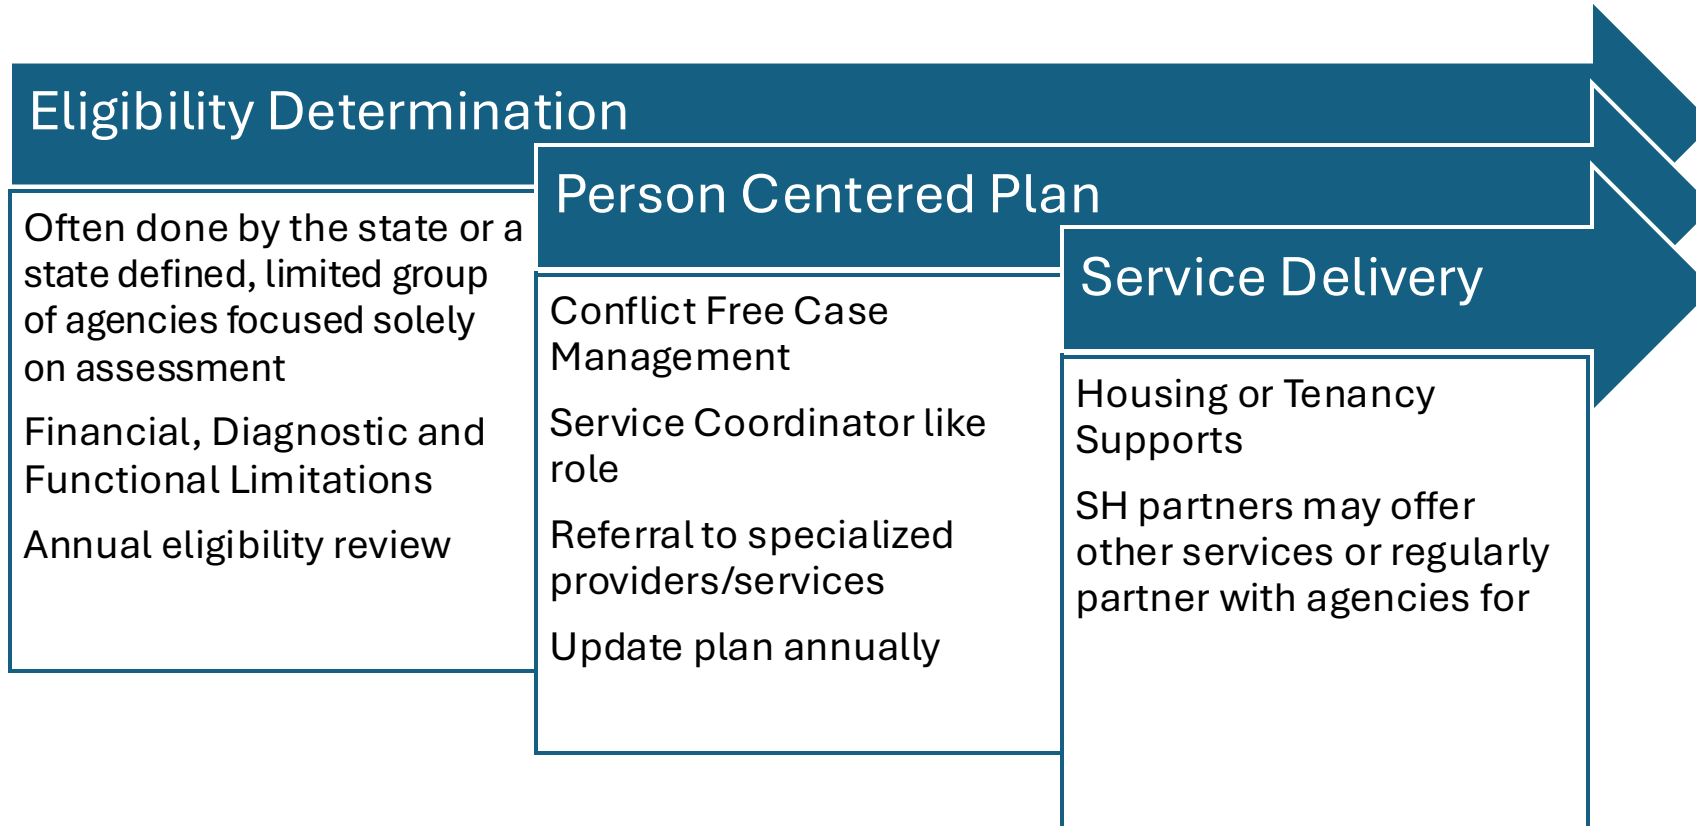 Eligibility Determination
Often done by the state or a
state defined, limited group
of agencies focused solely
on assessment
Financial, Diagnostic and
Functional Limitations
Annual eligibility review
Person Centered Plan
Conflict Free Case
Management
Service Coordinator like
role
Referral to specialized
providers/services
Update plan annually
Service Delivery
Housing or Tenancy
Supports
SH partners may offer
other services or regularly
partner with agencies for